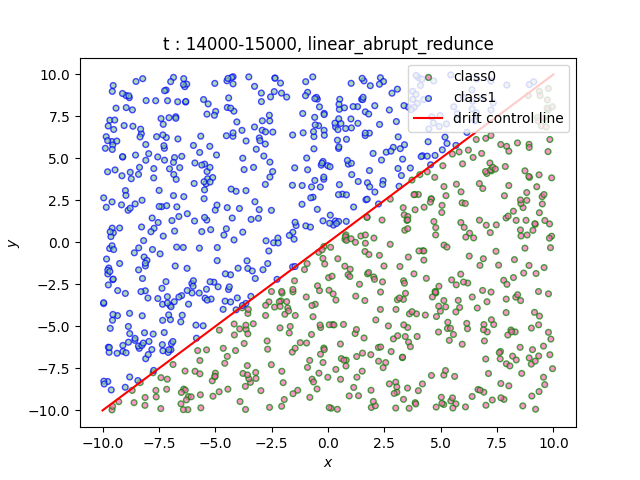 t : 14000-15000, linear_abrupt_redunce
class0
class1
drift control line
10.0
7.5
5.0
2.5
0.0
−2.5
−5.0
−7.5
−10.0
y
−10.0 −7.5 −5.0 −2.5 0.0 2.5 5.0 7.5 10.0
x